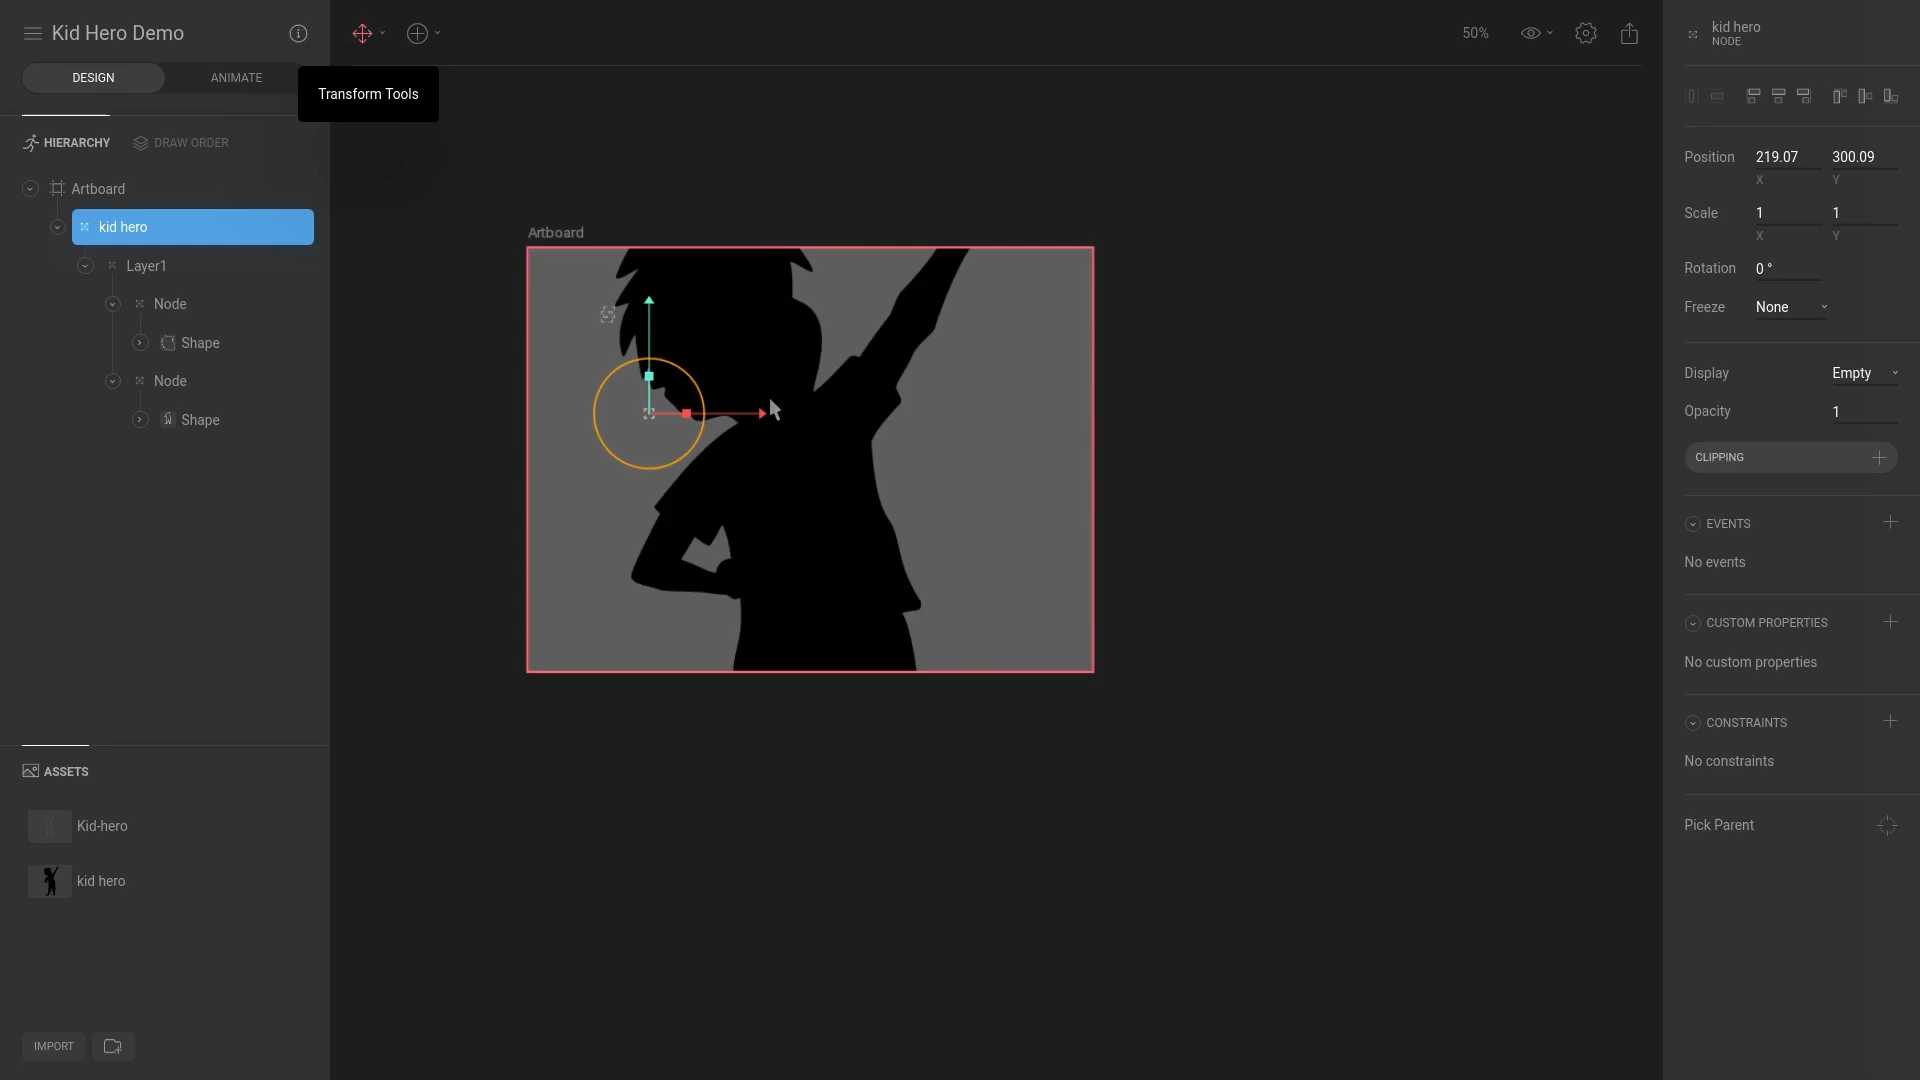 Kid Hero Demo
DESIGN
ANIMATE
Transform Tools
HIERARCHY
DRAW ORDER
Artboard
kid hero
Layer1
Node
Shape
Node
Shape
ASSETS
Kid-hero
kid hero
IMPORT
50%
Artboard
kid hero
NODE
Position 219.07 300.09
X Y
Scale 1 1
X Y
Rotation 0 °
Freeze None
Display Empty
Opacity 1
CLIPPING
EVENTS
No events
CUSTOM PROPERTIES
No custom properties
CONSTRAINTS
No constraints
Pick Parent